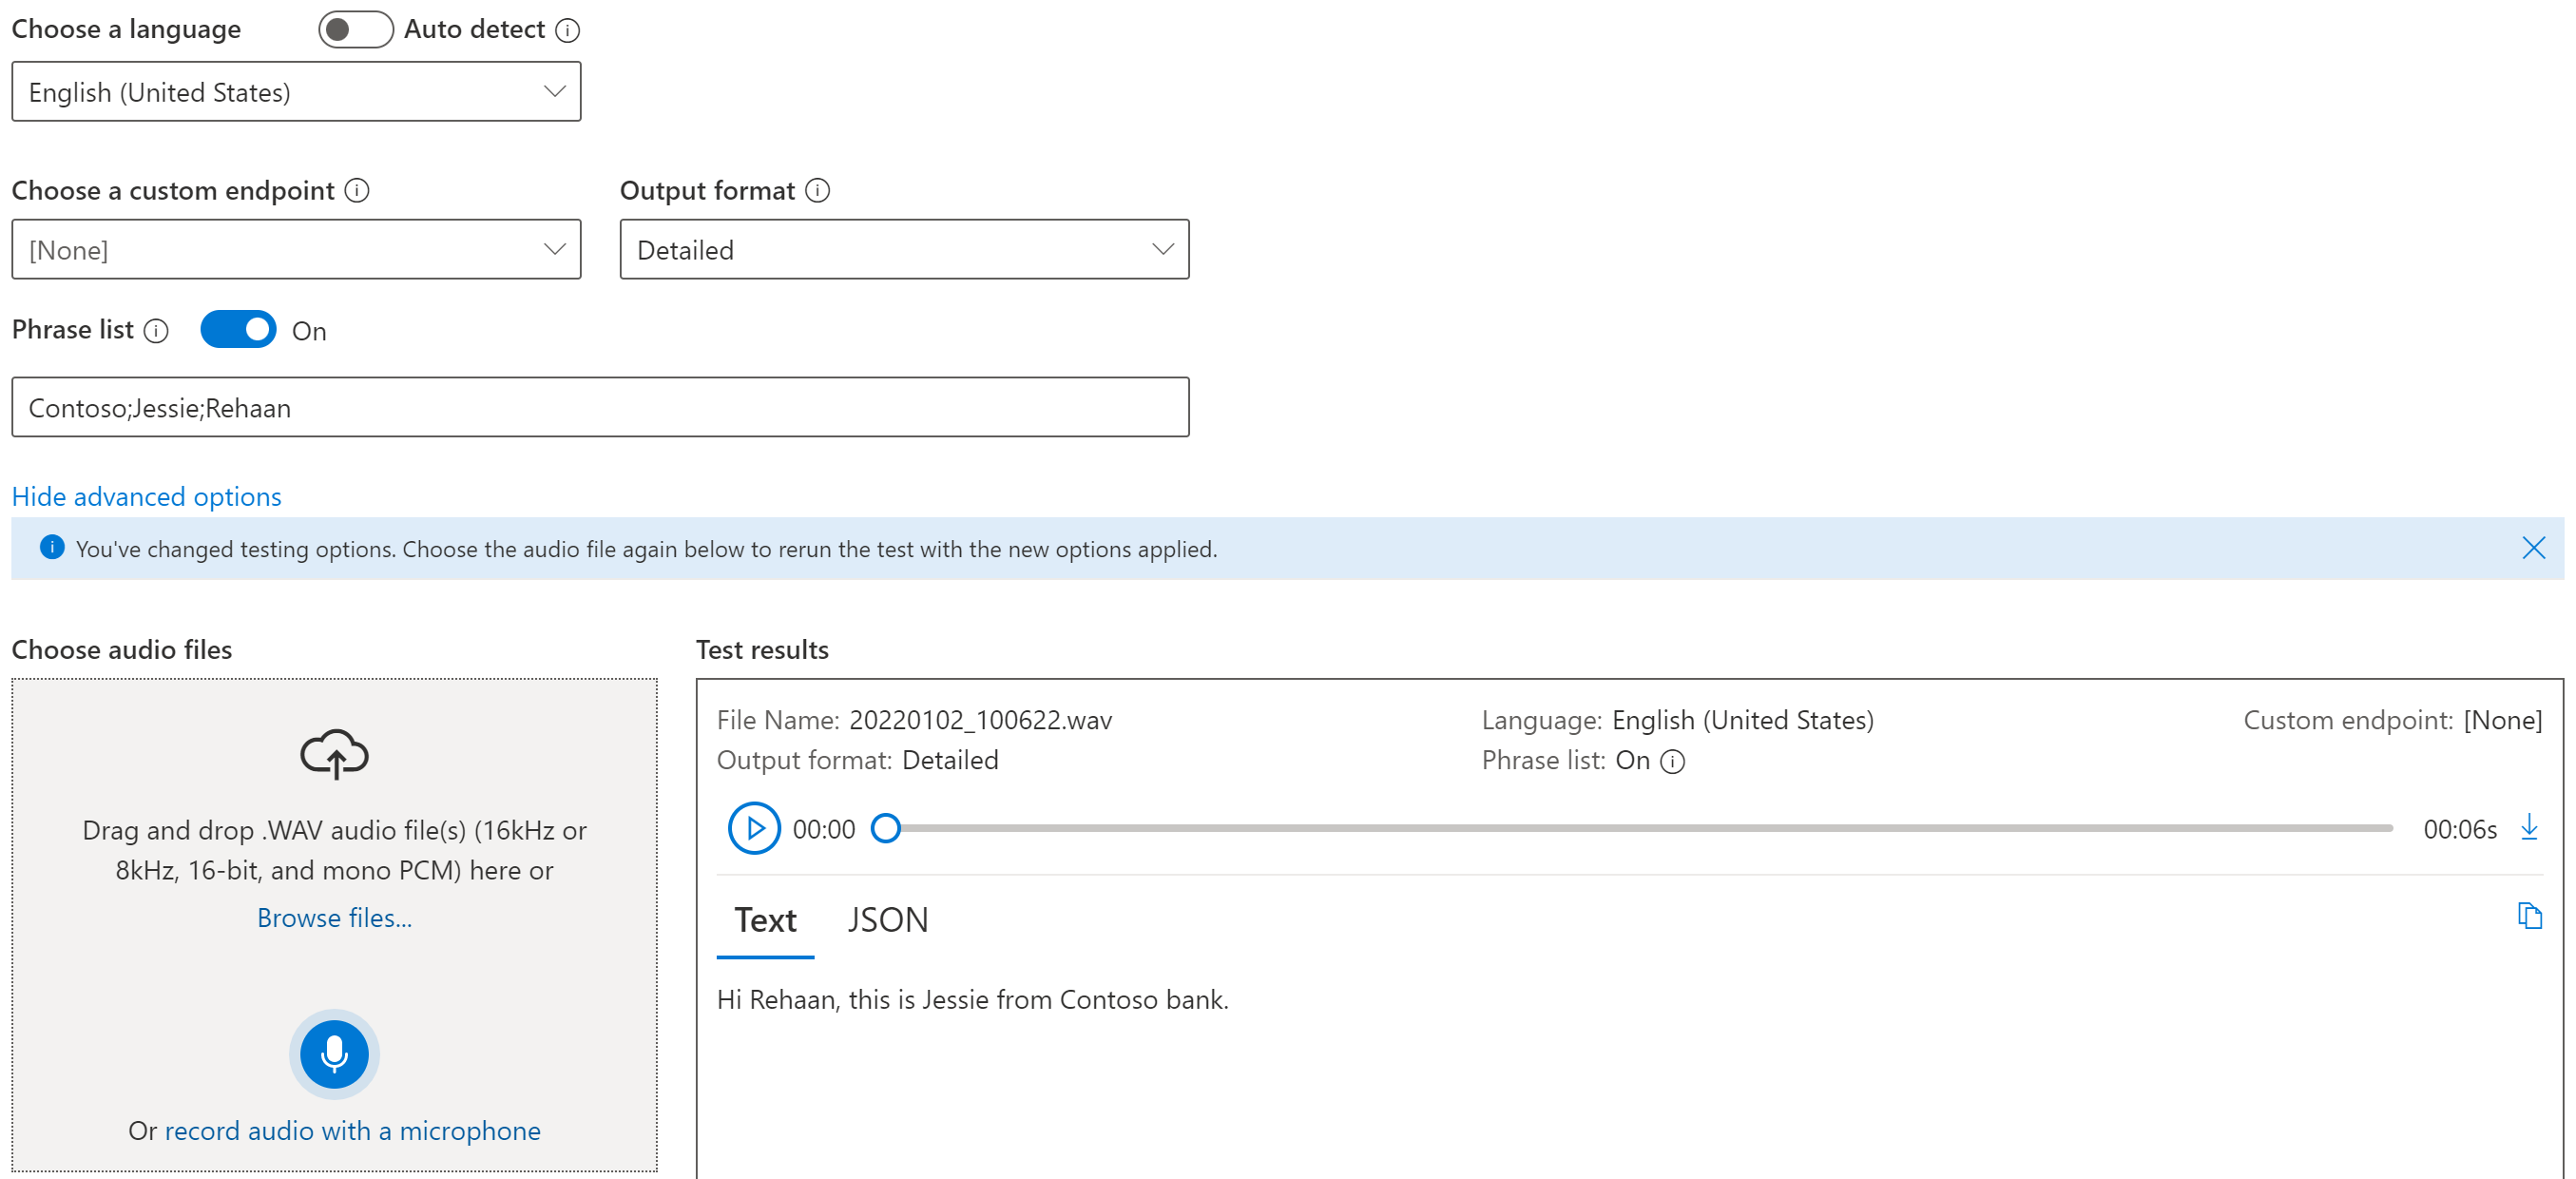 Choose a language Auto detect
English (United States)
Choose a custom endpoint Output format
[None] Detailed
Phrase list On
Contoso;Jessie;Rehaan
Hide advanced options
You've changed testing options. Choose the audio file again below to rerun the test with the new options applied.
Choose audio files
Drag and drop .WAV audio file(s) (16kHz or
8kHz, 16-bit, and mono PCM) here or
Browse files...
Or record audio with a microphone
Test results
File Name: 20220102_100622.wav Language: English (United States) Custom endpoint: [None]
Output format: Detailed Phrase list: On
00:00 00:06s
Text JSON
Hi Rehaan, this is Jessie from Contoso bank.